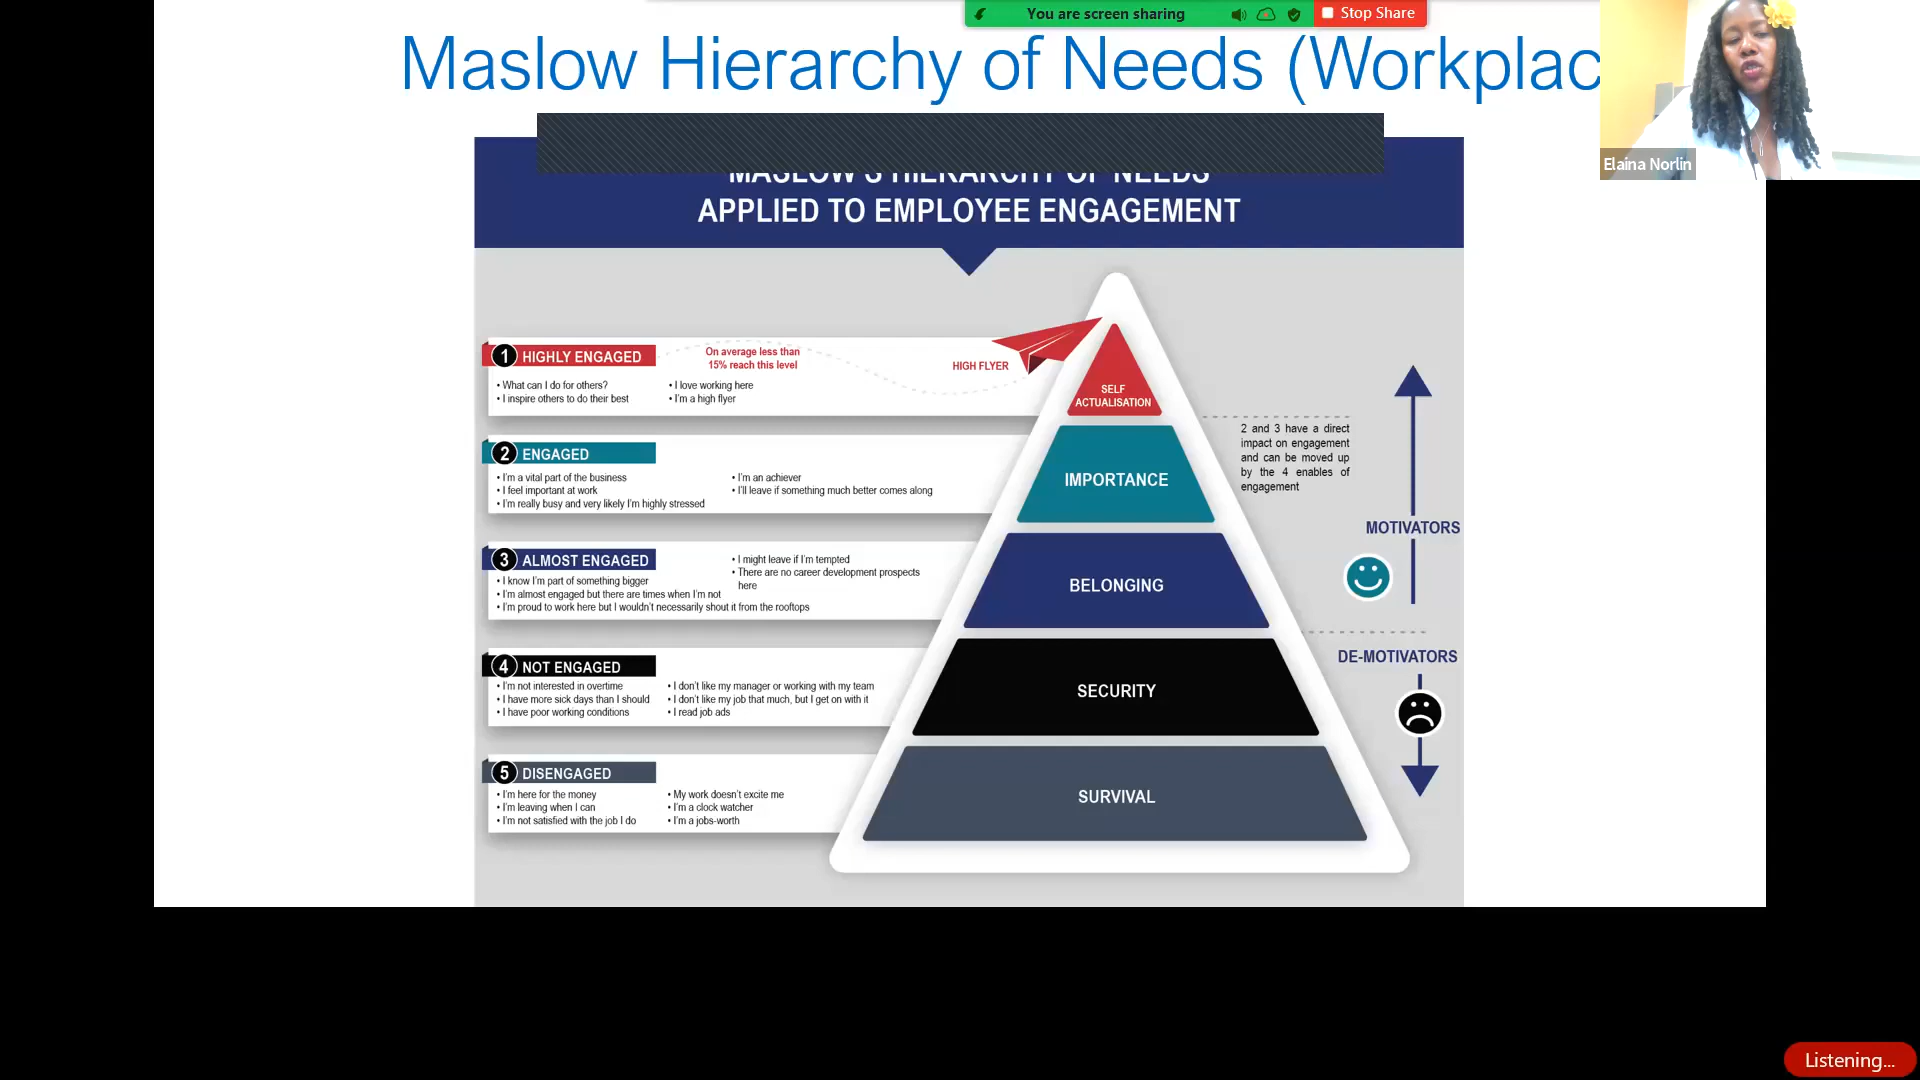 You are screen sharing
Stop Share
Maslow Hierarchy of Needs (Workplac
Elaina Norlin
MASLOW'S HIERARCHY OF NEEDS
APPLIED TO EMPLOYEE ENGAGEMENT
1 HIGHLY ENGAGED
On average less than
15% reach this level
HIGH FLYER
• What can I do for others?
• I inspire others to do their best
• I love working here
• I'm a high flyer
SELF
ACTUALISATION
2 ENGAGED
• I'm a vital part of the business
• I feel important at work
• I'm really busy and very likely I'm highly stressed
• I'm an achiever
• I'll leave if something much better comes along
IMPORTANCE
2 and 3 have a direct
impact on engagement
and can be moved up
by the 4 enables of
engagement
MOTIVATORS
3 ALMOST ENGAGED
• I know I'm part of something bigger
• I'm almost engaged but there are times when I'm not
• I'm proud to work here but I wouldn't necessarily shout it from the rooftops
• I might leave if I'm tempted
• There are no career development prospects
here
BELONGING
DE-MOTIVATORS
4 NOT ENGAGED
• I'm not interested in overtime
• I have more sick days than I should
• I have poor working conditions
• I don't like my manager or working with my team
• I don't like my job that much, but I get on with it
• I read job ads
SECURITY
5 DISENGAGED
• I'm here for the money
• I'm leaving when I can
• I'm not satisfied with the job I do
• My work doesn't excite me
• I'm a clock watcher
• I'm a jobs-worth
SURVIVAL
Listening...